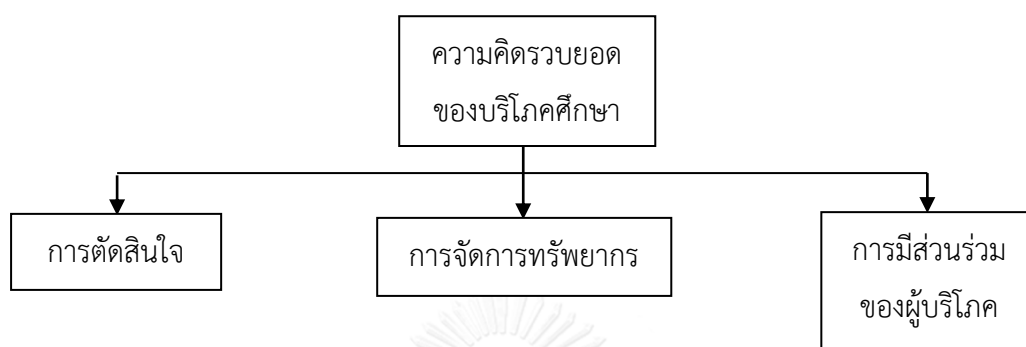 ความคิดรวบยอด
ของบริโภคศึกษา
การตัดสินใจ
การจัดการทรัพยากร
การมีส่วนร่วม
ของผู้บริโภค